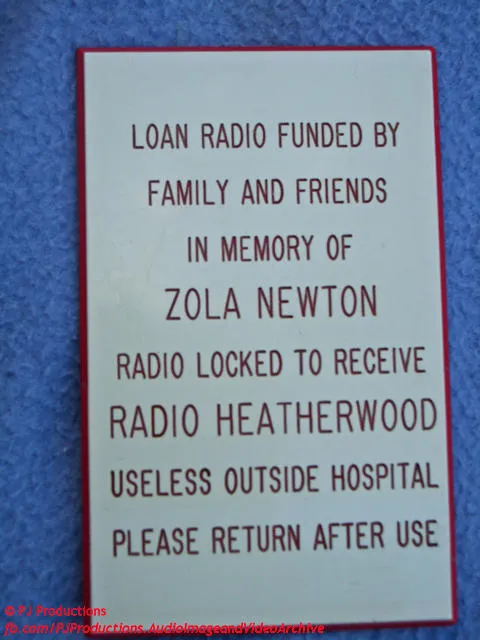 LOAN RADIO FUNDED BY
FAMILY AND FRIENDS
IN MEMORY OF
ZOLA NEWTON
RADIO LOCKED TO RECEIVE
RADIO HEATHERWOOD
USELESS OUTSIDE HOSPITAL
PLEASE RETURN AFTER USE
© PJ Productions
fb.com/PJProductions.AudioImageandVideoArchive